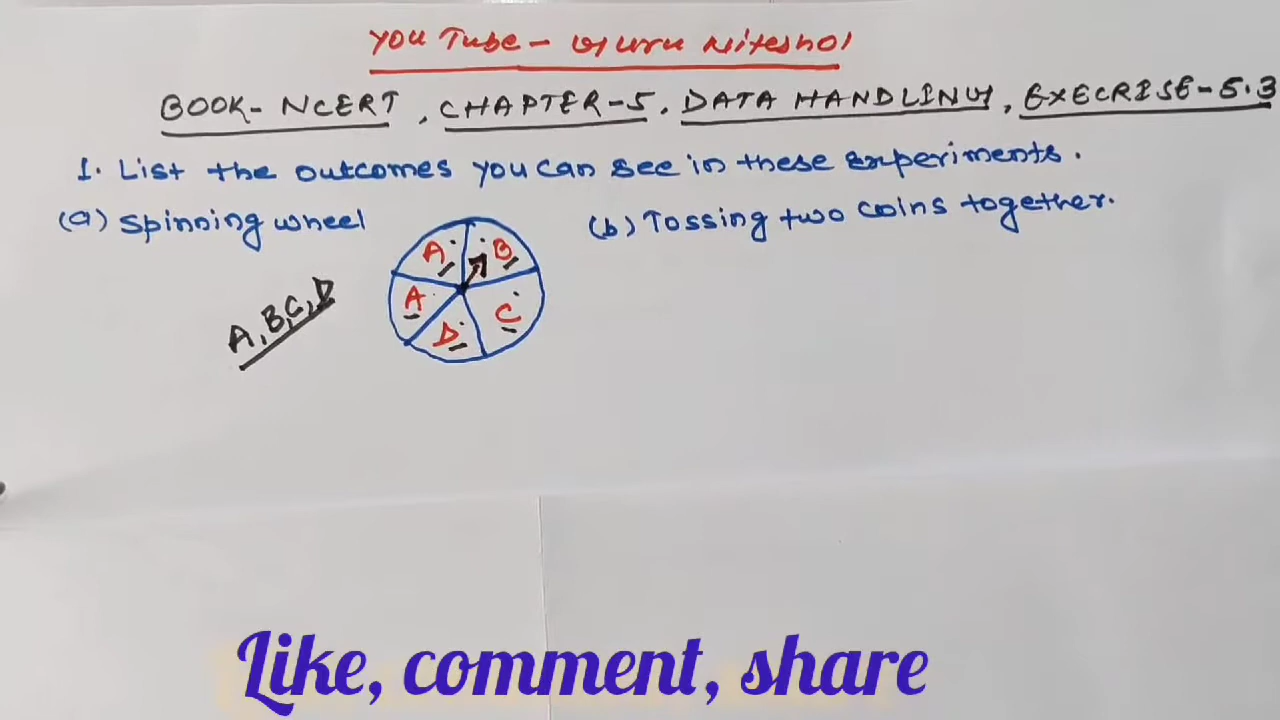 You Tube - Guru Nitesh01
BOOK- NCERT, CHAPTER-5, DATA HANDLING, EXECRISE-5.3
1. List the outcomes you can see in these experiments.
(a) Spinning wheel
(b) Tossing two coins together.
A B
A C
D
A, B, C, D
Like, comment, share